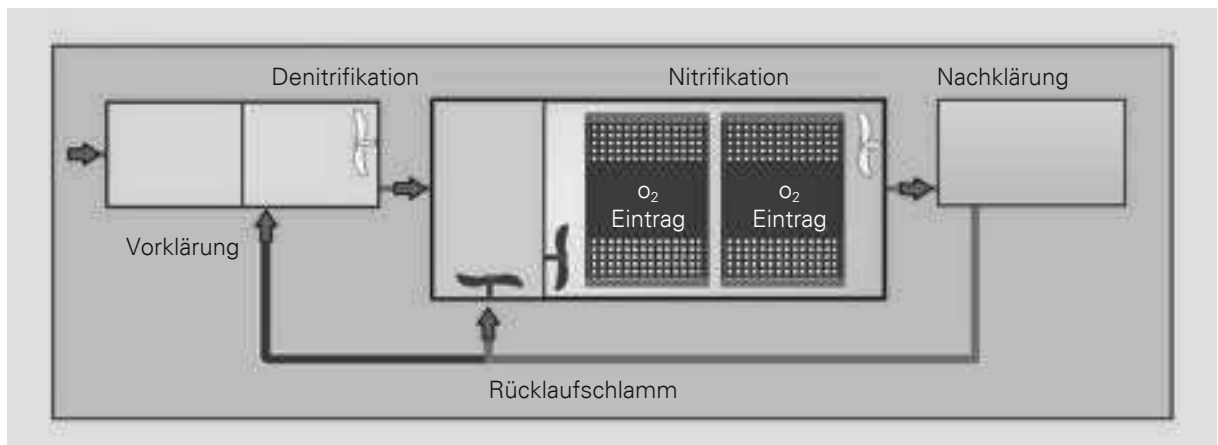 Denitrifikation
Nitrifikation
Nachklärung
O₂
Eintrag
O₂
Eintrag
Vorklärung
Rücklaufschlamm